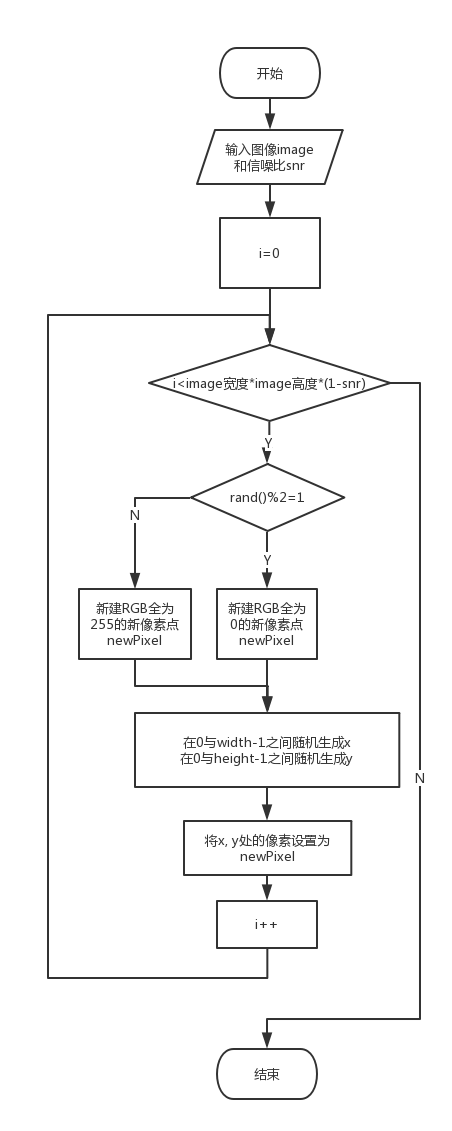 开始
输入图像image
和信噪比snr
i=0
i<image宽度*image高度*(1-snr)
Y
rand()%2=1
N
Y
新建RGB全为
255的新像素点
newPixel
新建RGB全为
0的新像素点
newPixel
在0与width-1之间随机生成x
在0与height-1之间随机生成y
N
将x, y处的像素设置为
newPixel
i++
结束